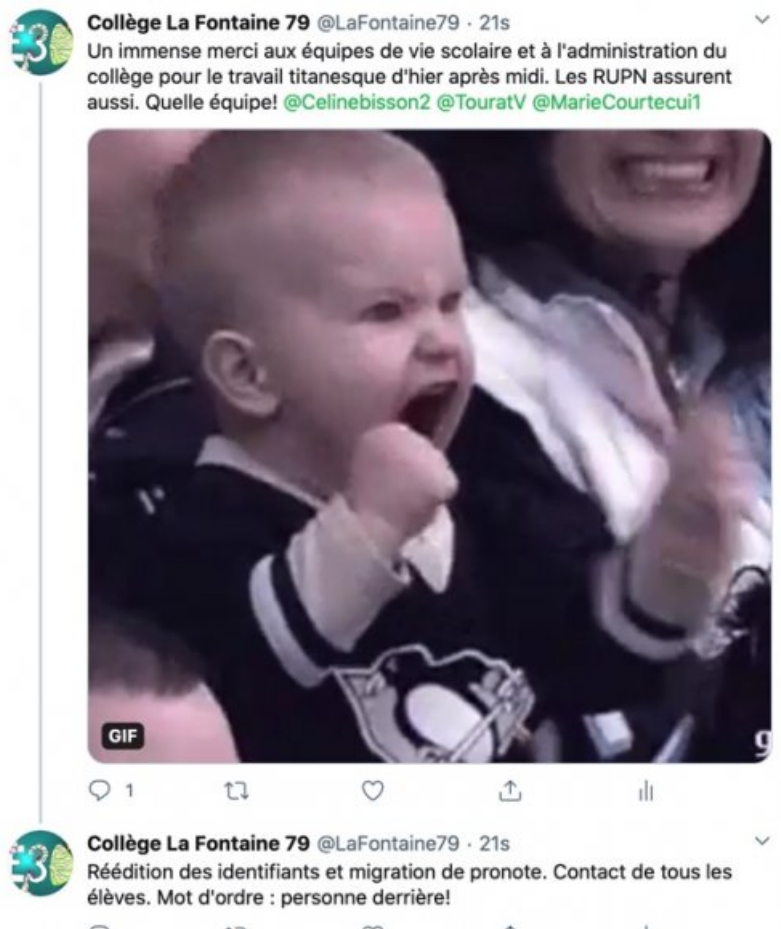 Collège La Fontaine 79 @LaFontaine79 · 21s
Un immense merci aux équipes de vie scolaire et à l'administration du
collège pour le travail titanesque d'hier après midi. Les RUPN assurent
aussi. Quelle équipe! @Celinebisson2 @TouratV @MarieCourtecui1
GIF
1
Collège La Fontaine 79 @LaFontaine79 · 21s
Réédition des identifiants et migration de pronote. Contact de tous les
élèves. Mot d'ordre : personne derrière!